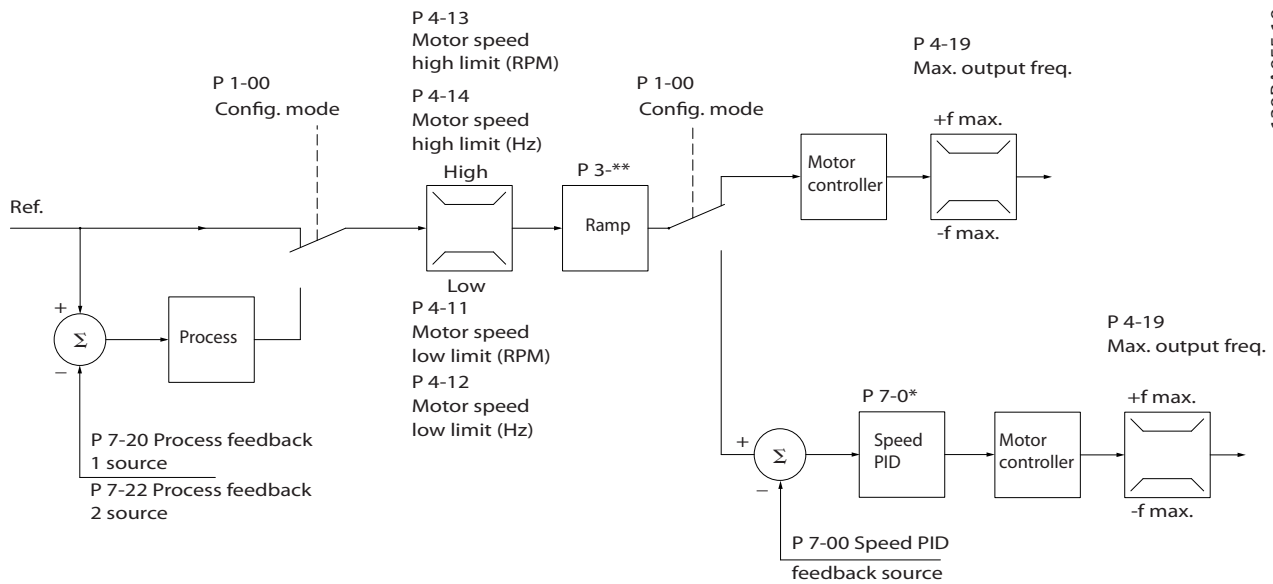 P 4-13
Motor speed
high limit (RPM)
P 4-14
Motor speed
high limit (Hz)
High
P 1-00
Config. mode
P 3-**
Ramp
P 1-00
Config. mode
Motor
controller
P 4-19
Max. output freq.
+f max.
-f max.
Ref.
+
Σ
−
Process
Low
P 4-11
Motor speed
low limit (RPM)
P 4-12
Motor speed
low limit (Hz)
P 7-20 Process feedback
1 source
P 7-22 Process feedback
2 source
+
Σ
−
P 7-0*
Speed
PID
Motor
controller
P 4-19
Max. output freq.
+f max.
-f max.
P 7-00 Speed PID
feedback source